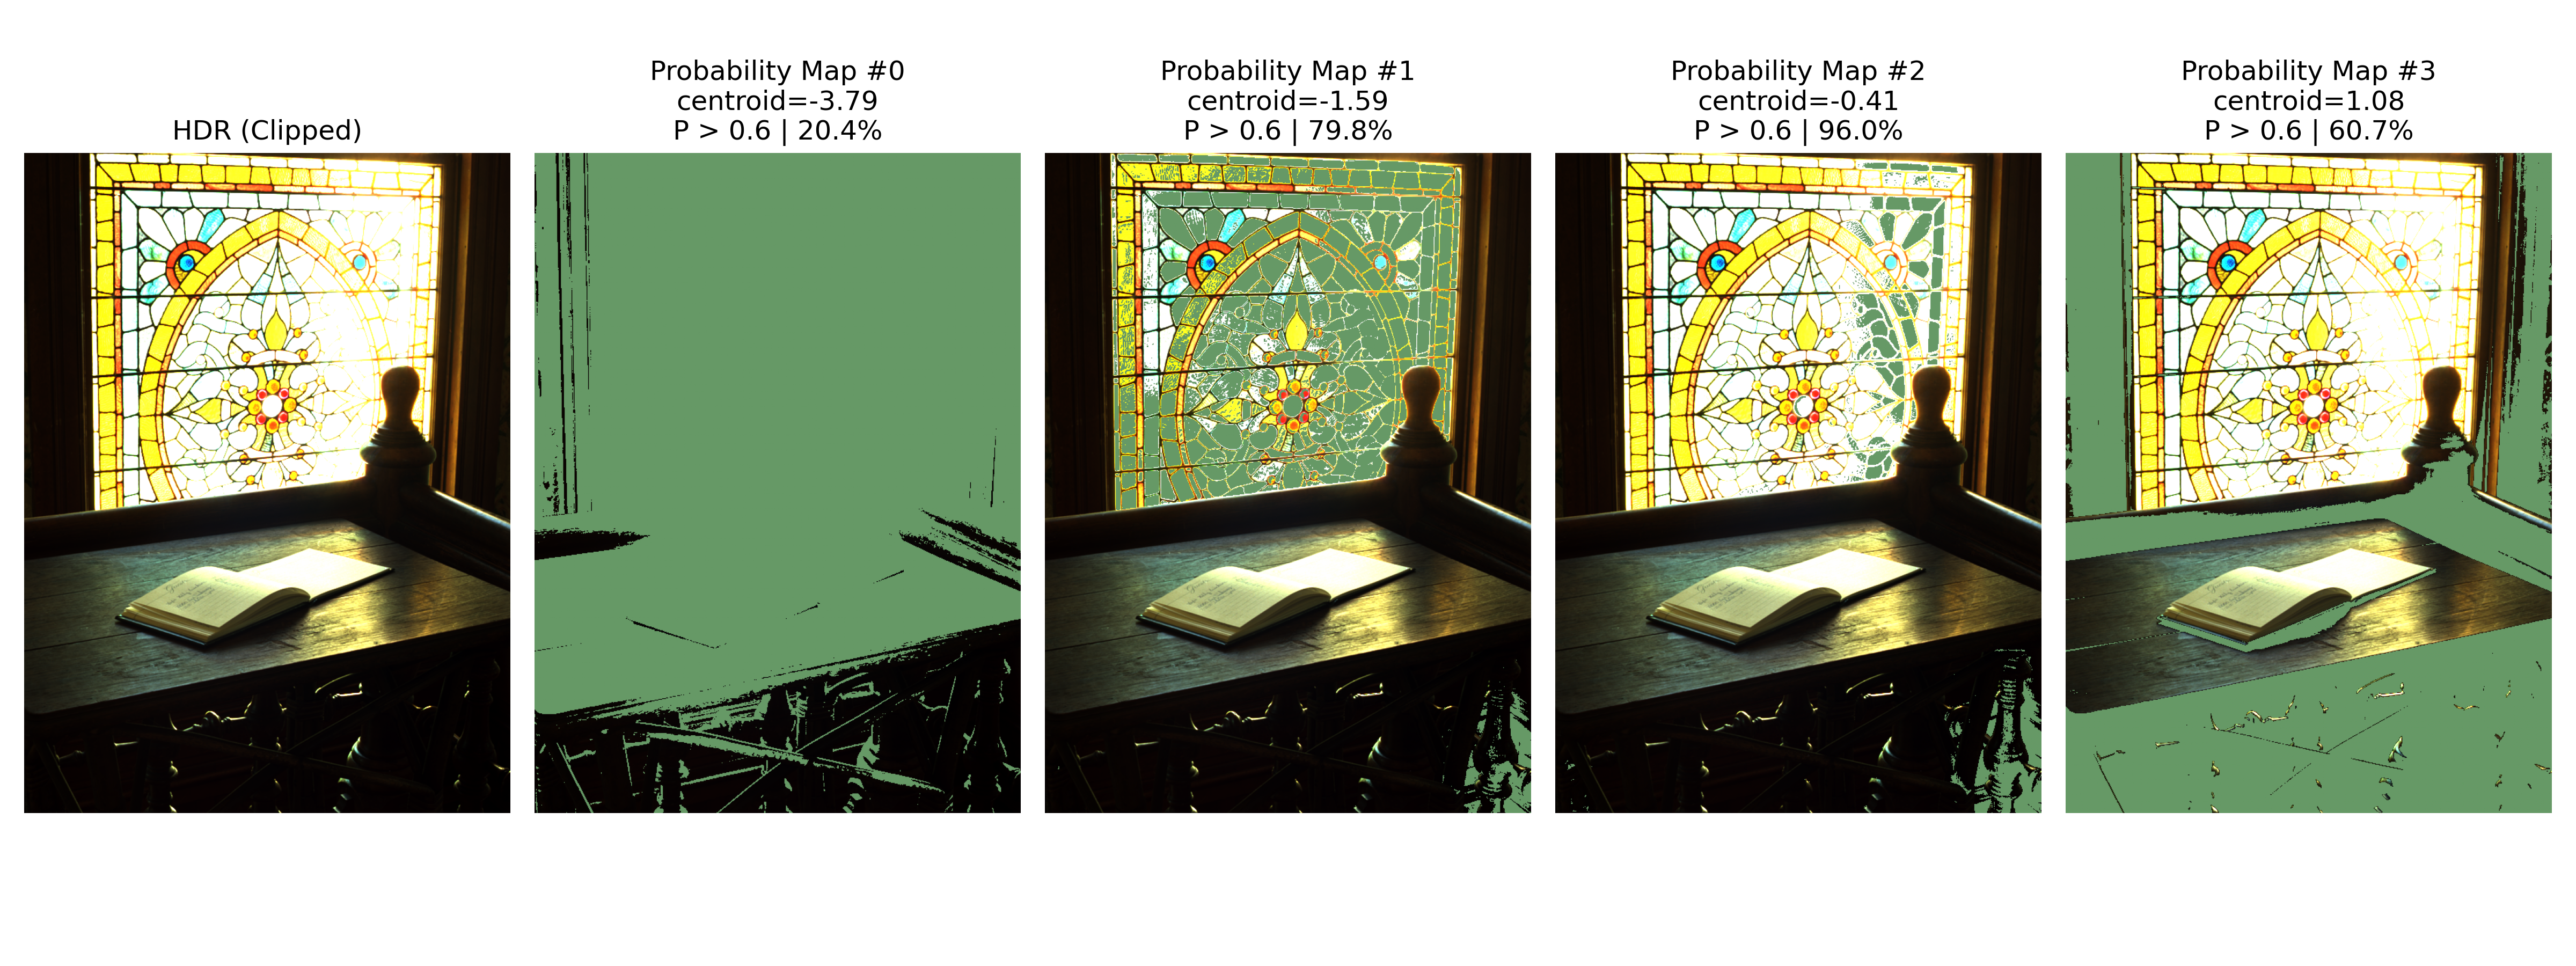 HDR (Clipped)
Probability Map #0
centroid=-3.79
P > 0.6 | 20.4%
Probability Map #1
centroid=-1.59
P > 0.6 | 79.8%
Probability Map #2
centroid=-0.41
P > 0.6 | 96.0%
Probability Map #3
centroid=1.08
P > 0.6 | 60.7%